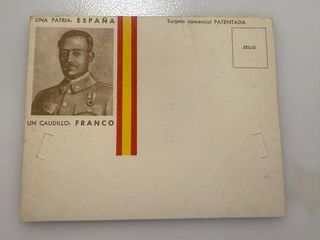 UNA PATRIA: ESPAÑA
Tarjeta comercial PATENTADA
SELLO
UN CAUDILLO: FRANCO